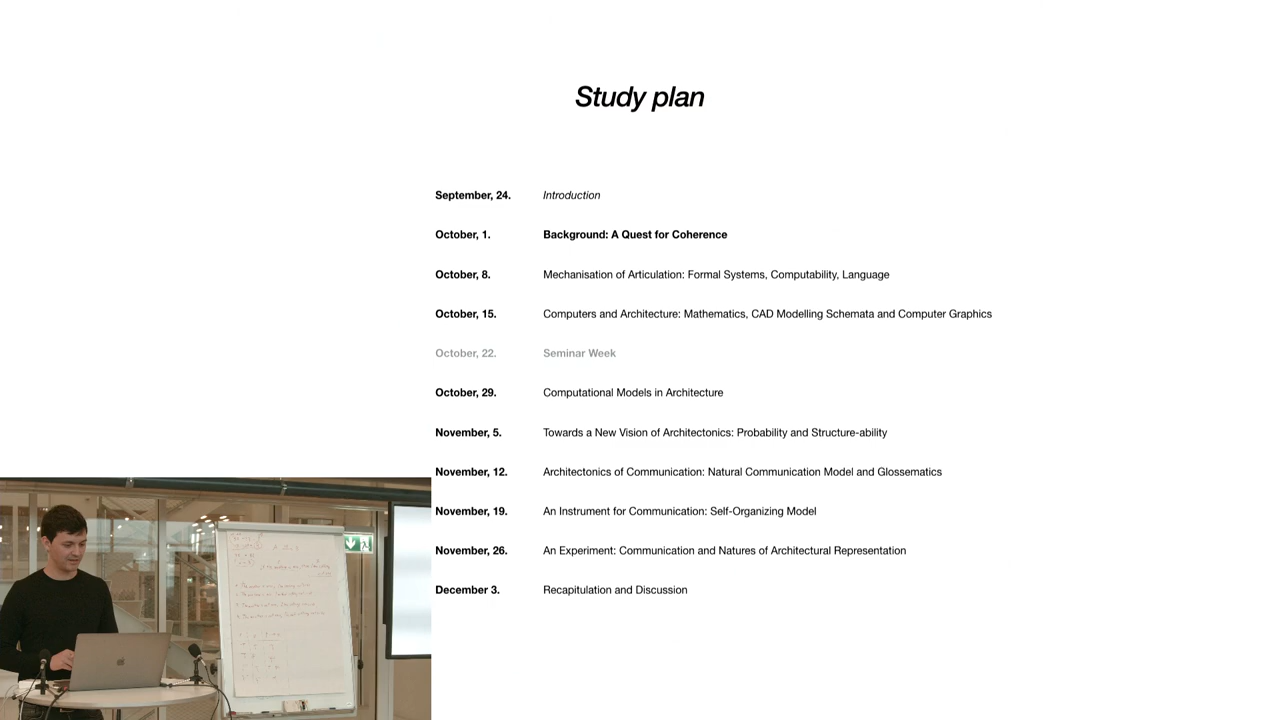 Study plan
September, 24. Introduction
October, 1. Background: A Quest for Coherence
October, 8. Mechanisation of Articulation: Formal Systems, Computability, Language
October, 15. Computers and Architecture: Mathematics, CAD Modelling Schemata and Computer Graphics
October, 22. Seminar Week
October, 29. Computational Models in Architecture
November, 5. Towards a New Vision of Architectonics: Probability and Structure-ability
November, 12. Architectonics of Communication: Natural Communication Model and Glossematics
November, 19. An Instrument for Communication: Self-Organizing Model
November, 26. An Experiment: Communication and Natures of Architectural Representation
December 3. Recapitulation and Discussion